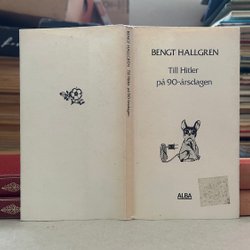 BENGT HALLGREN
Till Hitler
på 90-årsdagen
ALBA
BENGT HALLGREN Till Hitler på 90-årsdagen